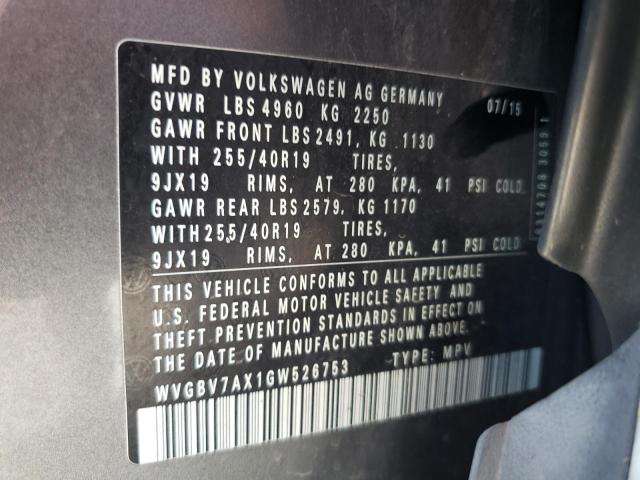 MFD BY VOLKSWAGEN AG GERMANY 07/15
GVWR LBS 4960 KG 2250
GAWR FRONT LBS 2491, KG 1130
WITH 255/40R19 TIRES,
9JX19 RIMS, AT 280 KPA, 41 PSI COLD
GAWR REAR LBS 2579, KG 1170
WITH 255/40R19 TIRES,
9JX19 RIMS, AT 280 KPA, 41 PSI COLD
THIS VEHICLE CONFORMS TO ALL APPLICABLE
U.S. FEDERAL MOTOR VEHICLE SAFETY AND
THEFT PREVENTION STANDARDS IN EFFECT ON
THE DATE OF MANUFACTURE SHOWN ABOVE.
WVGBV7AX1GW526753 TYPE: MPV